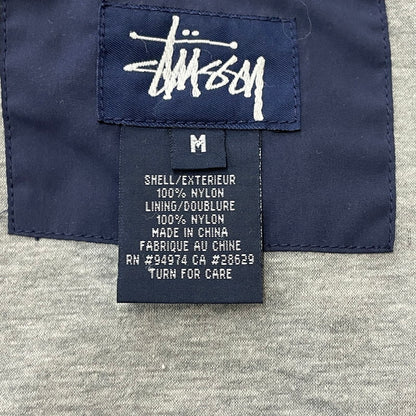 Stüssy
M
SHELL/EXTERIEUR
100% NYLON
LINING/DOUBLURE
100% NYLON
MADE IN CHINA
FABRIQUE AU CHINE
RN #94974 CA #28629
TURN FOR CARE